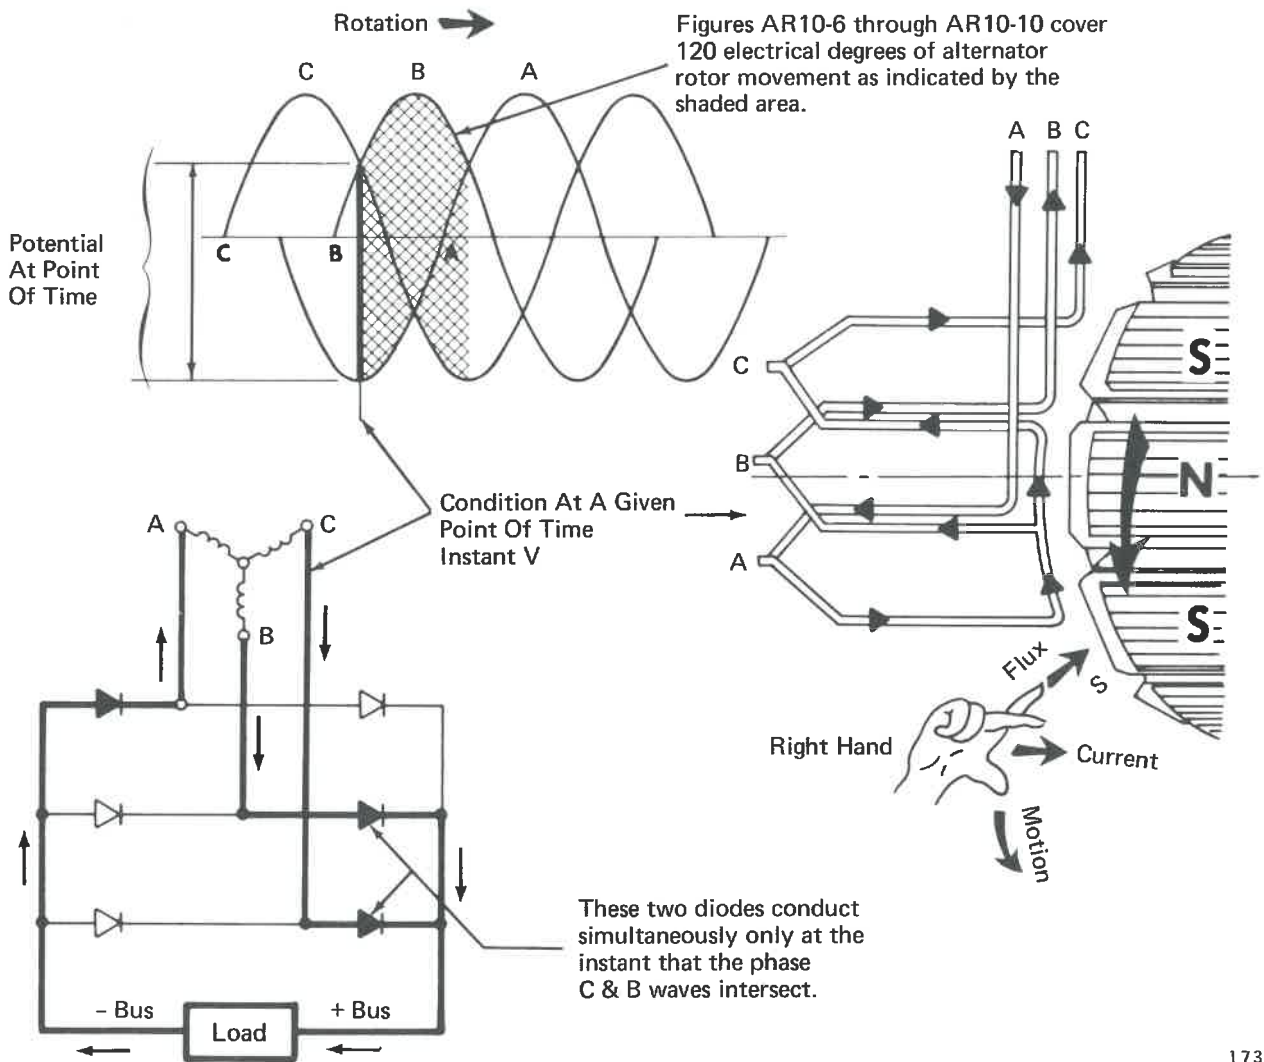 Rotation
Figures AR10-6 through AR10-10 cover
120 electrical degrees of alternator
rotor movement as indicated by the
shaded area.
C B A
Potential
At Point
Of Time
C B A
A B C
C
B
A
S
N
S
Condition At A Given
Point Of Time
Instant V
A C
B
Flux
S
Right Hand
Current
Motion
These two diodes conduct
simultaneously only at the
instant that the phase
C & B waves intersect.
– Bus
Load
+ Bus
173